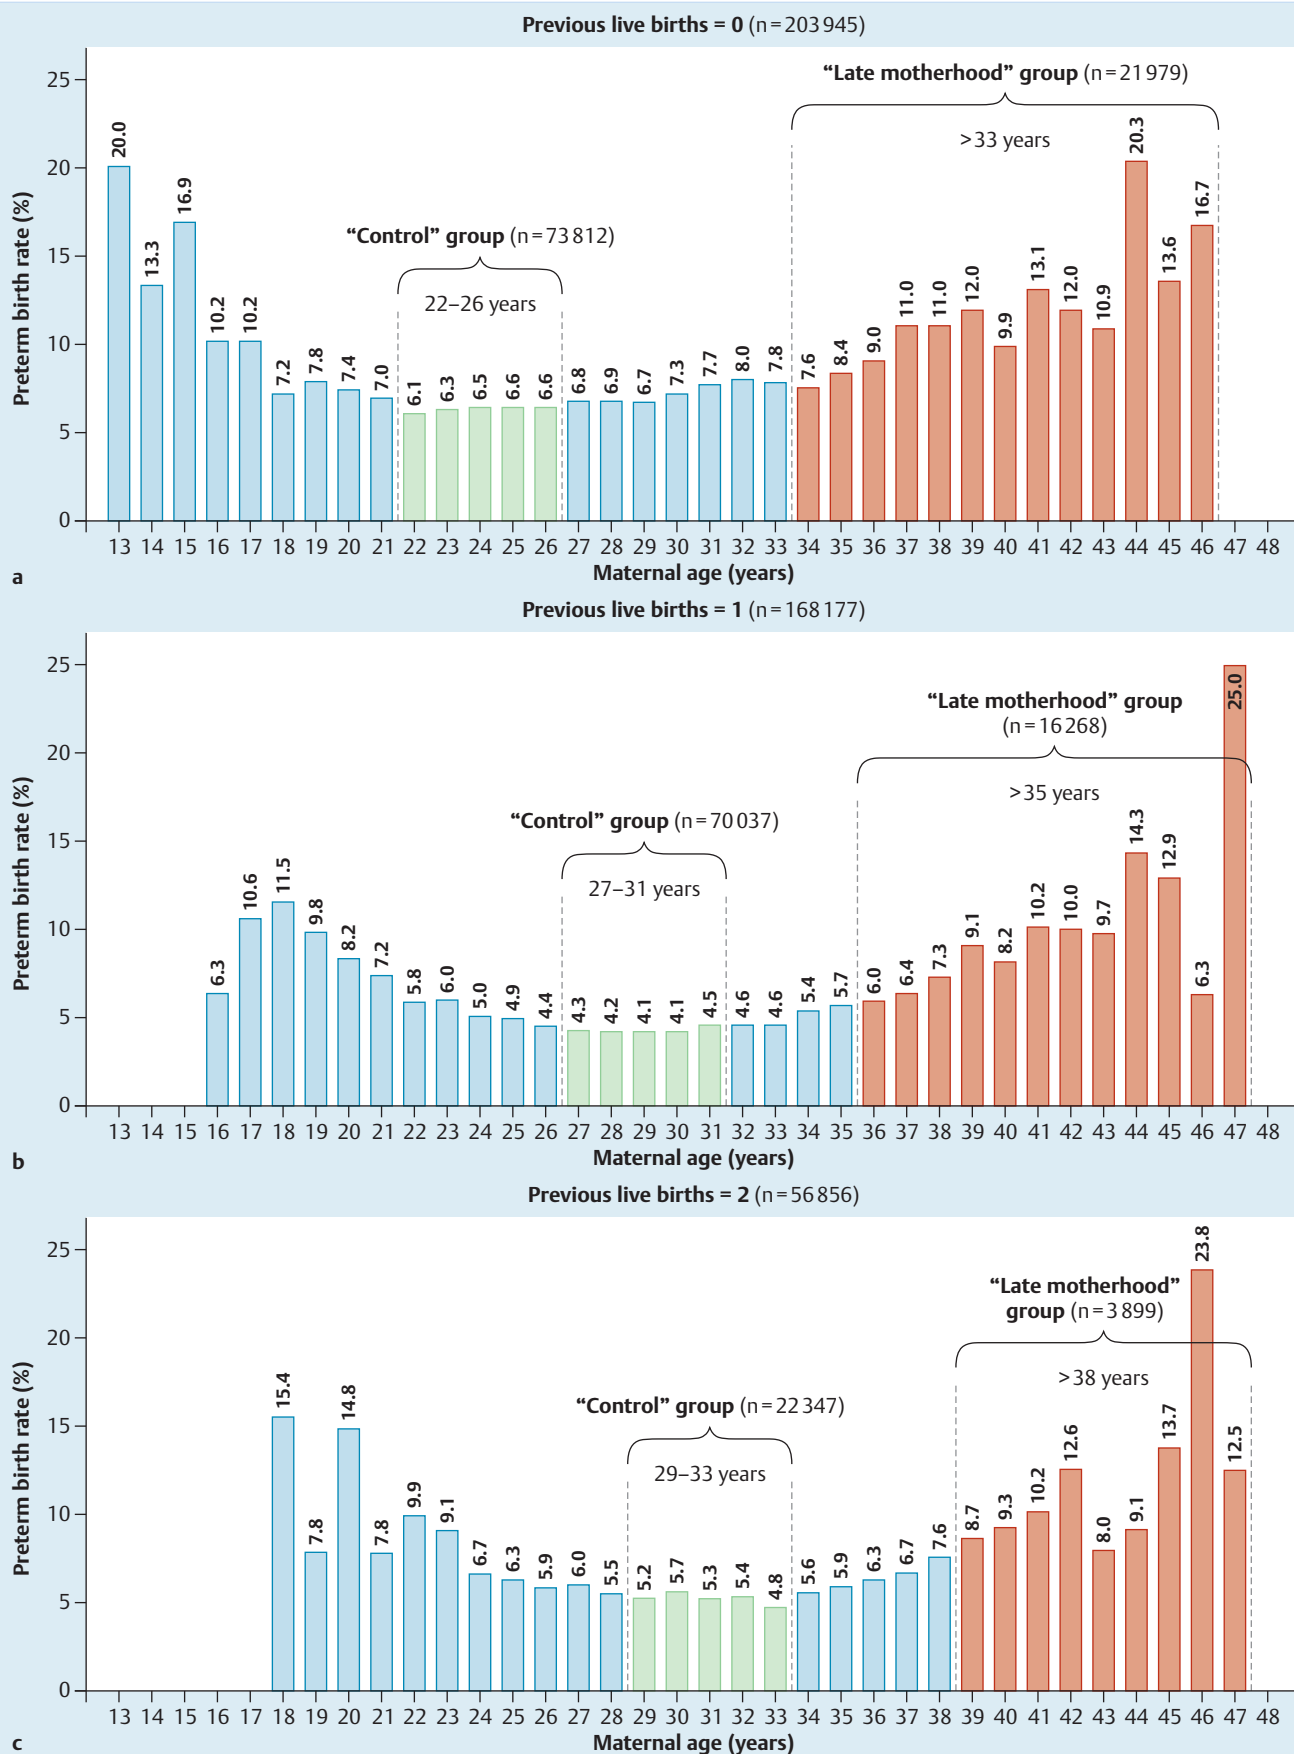 Previous live births = 0 (n = 203 945)
Preterm birth rate (%)
25
20
15
10
5
0
"Late motherhood" group (n = 21 979)
> 33 years
"Control" group (n = 73 812)
22–26 years
20.0 13.3 16.9 10.2 10.2 7.2 7.8 7.4 7.0 6.1 6.3 6.5 6.6 6.6 6.8 6.9 6.7 7.3 7.7 8.0 7.8 7.6 8.4 9.0 11.0 11.0 12.0 9.9 13.1 12.0 10.9 20.3 13.6 16.7
13 14 15 16 17 18 19 20 21 22 23 24 25 26 27 28 29 30 31 32 33 34 35 36 37 38 39 40 41 42 43 44 45 46 47 48
a
Maternal age (years)
Previous live births = 1 (n = 168 177)
Preterm birth rate (%)
25
20
15
10
5
0
"Late motherhood" group
(n = 16 268)
> 35 years
"Control" group (n = 70 037)
27–31 years
6.3 10.6 11.5 9.8 8.2 7.2 5.8 6.0 5.0 4.9 4.4 4.3 4.2 4.1 4.1 4.5 4.6 4.6 5.4 5.7 6.0 6.4 7.3 9.1 8.2 10.2 10.0 9.7 14.3 12.9 6.3 25.0
13 14 15 16 17 18 19 20 21 22 23 24 25 26 27 28 29 30 31 32 33 34 35 36 37 38 39 40 41 42 43 44 45 46 47 48
b
Maternal age (years)
Previous live births = 2 (n = 56 856)
Preterm birth rate (%)
25
20
15
10
5
0
"Late motherhood"
group (n = 3 899)
> 38 years
"Control" group (n = 22 347)
29–33 years
15.4 7.8 14.8 7.8 9.9 9.1 6.7 6.3 5.9 6.0 5.5 5.2 5.7 5.3 5.4 4.8 5.6 5.9 6.3 6.7 7.6 8.7 9.3 10.2 12.6 8.0 9.1 13.7 23.8 12.5
13 14 15 16 17 18 19 20 21 22 23 24 25 26 27 28 29 30 31 32 33 34 35 36 37 38 39 40 41 42 43 44 45 46 47 48
c
Maternal age (years)